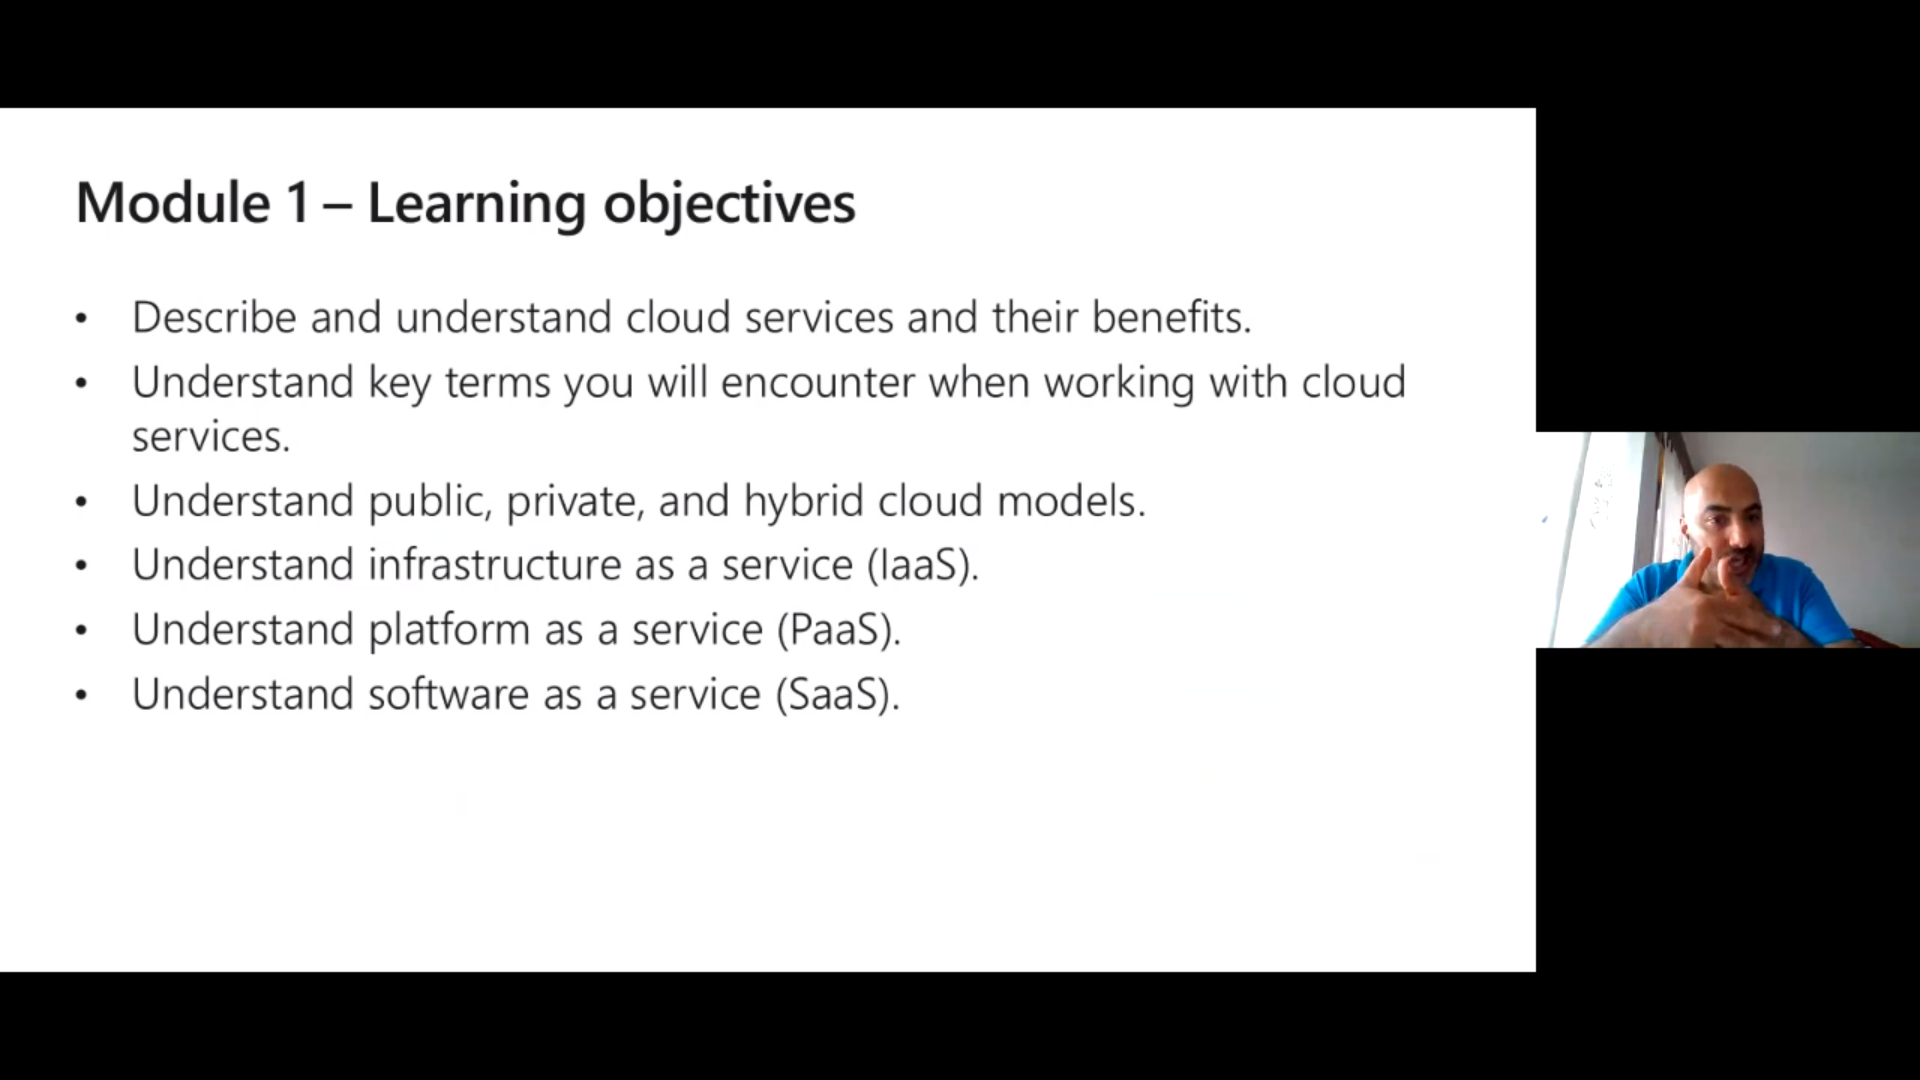 Module 1 – Learning objectives
• Describe and understand cloud services and their benefits.
• Understand key terms you will encounter when working with cloud
services.
• Understand public, private, and hybrid cloud models.
• Understand infrastructure as a service (IaaS).
• Understand platform as a service (PaaS).
• Understand software as a service (SaaS).